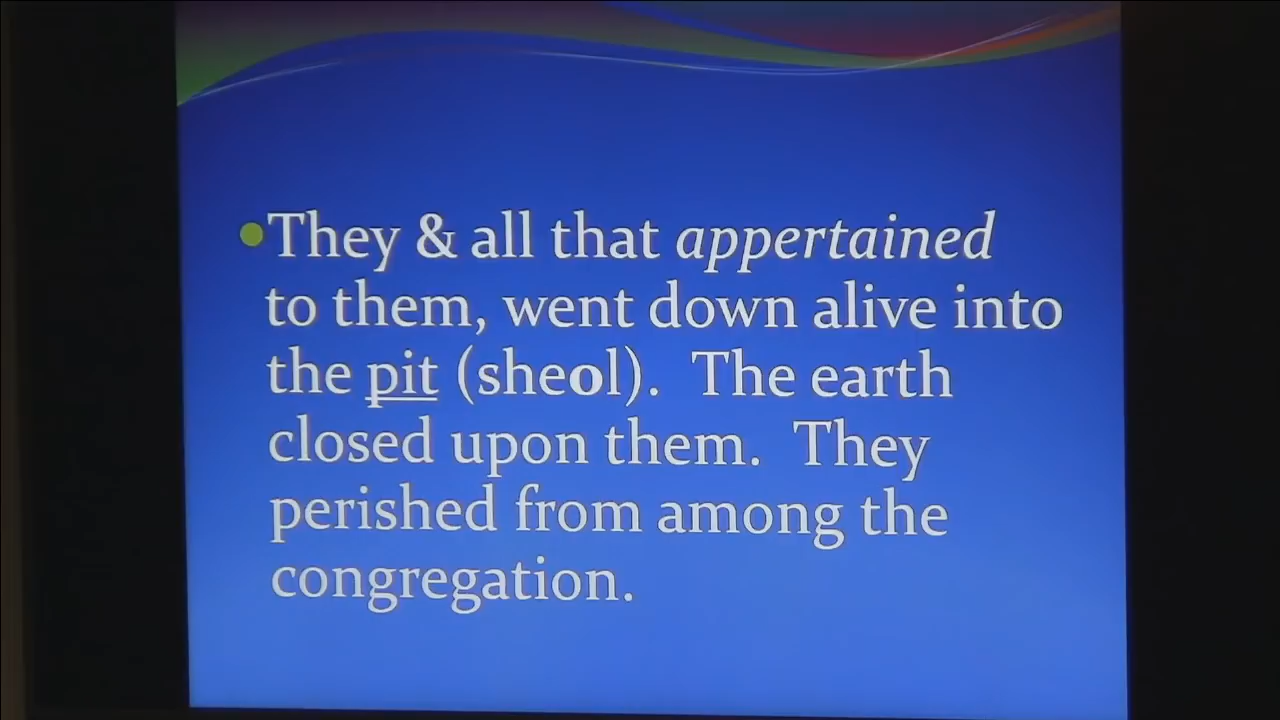 They & all that appertained
to them, went down alive into
the pit (sheol). The earth
closed upon them. They
perished from among the
congregation.